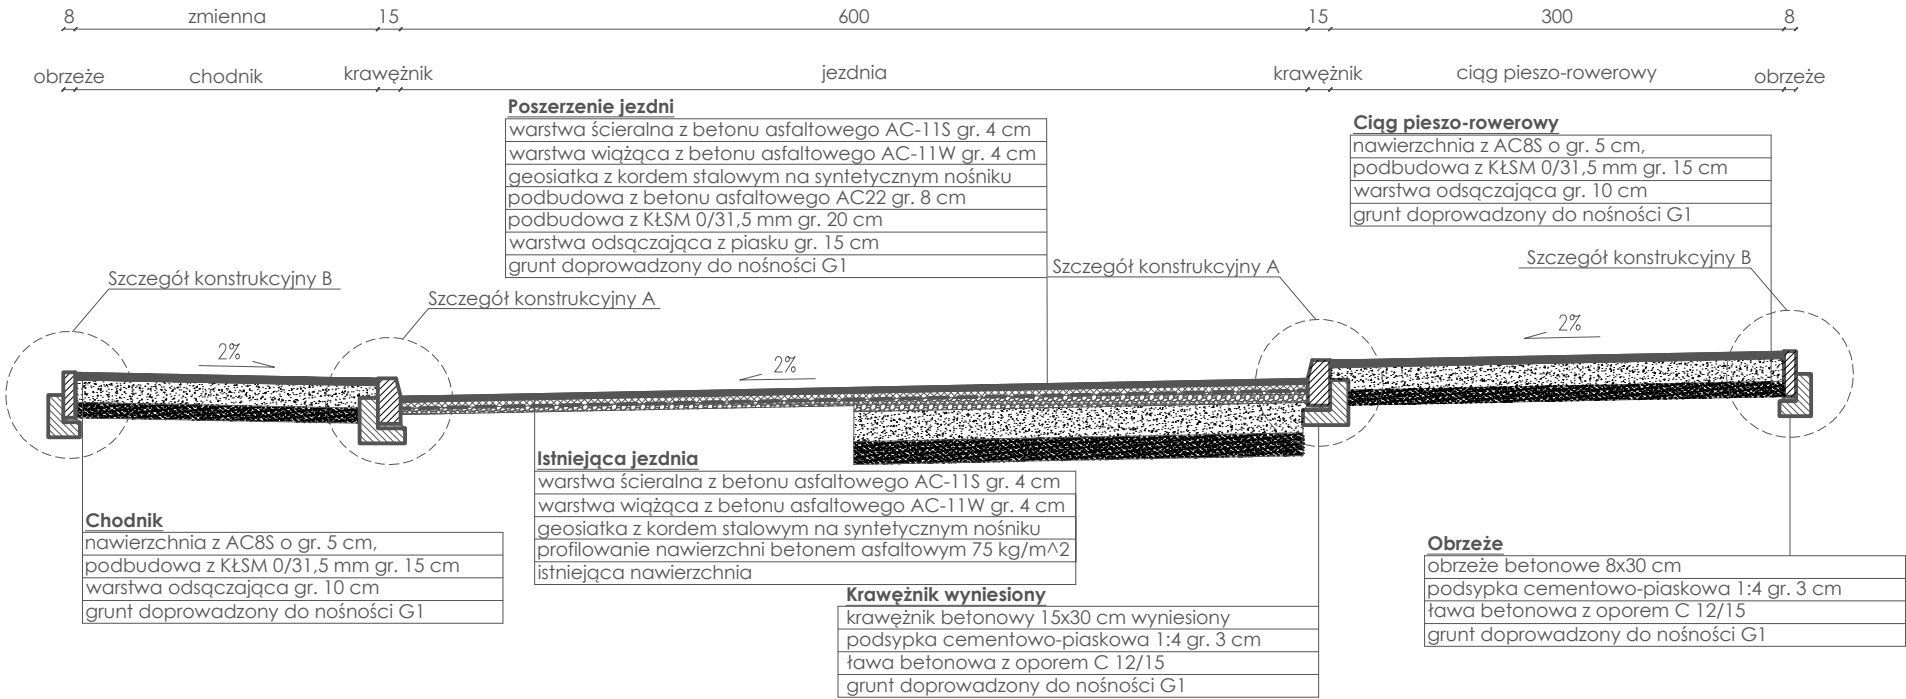 8 zmienna 15 600 15 300 8
obrzeże chodnik krawężnik jezdnia krawężnik ciąg pieszo-rowerowy obrzeże
Poszerzenie jezdni
warstwa ścieralna z betonu asfaltowego AC-11S gr. 4 cm
warstwa wiążąca z betonu asfaltowego AC-11W gr. 4 cm
geosiatka z kordem stalowym na syntetycznym nośniku
podbudowa z betonu asfaltowego AC22 gr. 8 cm
podbudowa z KŁSM 0/31,5 mm gr. 20 cm
warstwa odsączająca z piasku gr. 15 cm
grunt doprowadzony do nośności G1
Ciąg pieszo-rowerowy
nawierzchnia z AC8S o gr. 5 cm,
podbudowa z KŁSM 0/31,5 mm gr. 15 cm
warstwa odsączająca gr. 10 cm
grunt doprowadzony do nośności G1
Szczegół konstrukcyjny B
Szczegół konstrukcyjny A
Szczegół konstrukcyjny A
Szczegół konstrukcyjny B
2%
2%
2%
Istniejąca jezdnia
warstwa ścieralna z betonu asfaltowego AC-11S gr. 4 cm
warstwa wiążąca z betonu asfaltowego AC-11W gr. 4 cm
geosiatka z kordem stalowym na syntetycznym nośniku
profilowanie nawierzchni betonem asfaltowym 75 kg/m^2
istniejąca nawierzchnia
Chodnik
nawierzchnia z AC8S o gr. 5 cm,
podbudowa z KŁSM 0/31,5 mm gr. 15 cm
warstwa odsączająca gr. 10 cm
grunt doprowadzony do nośności G1
Krawężnik wyniesiony
krawężnik betonowy 15x30 cm wyniesiony
podsypka cementowo-piaskowa 1:4 gr. 3 cm
ława betonowa z oporem C 12/15
grunt doprowadzony do nośności G1
Obrzeże
obrzeże betonowe 8x30 cm
podsypka cementowo-piaskowa 1:4 gr. 3 cm
ława betonowa z oporem C 12/15
grunt doprowadzony do nośności G1